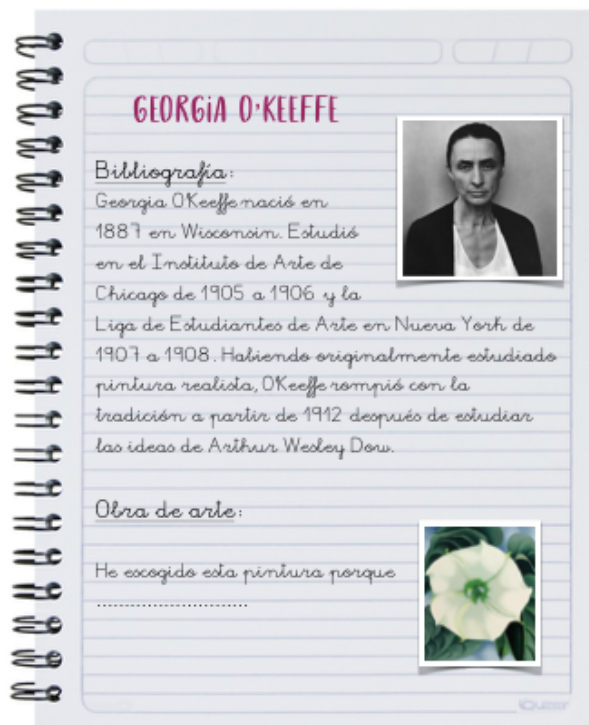 GEORGIA O'KEEFFE
Bibliografía:
Georgia O'Keeffe nació en
1887 en Wisconsin. Estudió
en el Instituto de Arte de
Chicago de 1905 a 1906 y la
Liga de Estudiantes de Arte en Nueva York de
1907 a 1908. Habiendo originalmente estudiado
pintura realista, O'Keeffe rompió con la
tradición a partir de 1912 después de estudiar
las ideas de Arthur Wesley Dow.
Obra de arte:
He escogido esta pintura porque
.........................